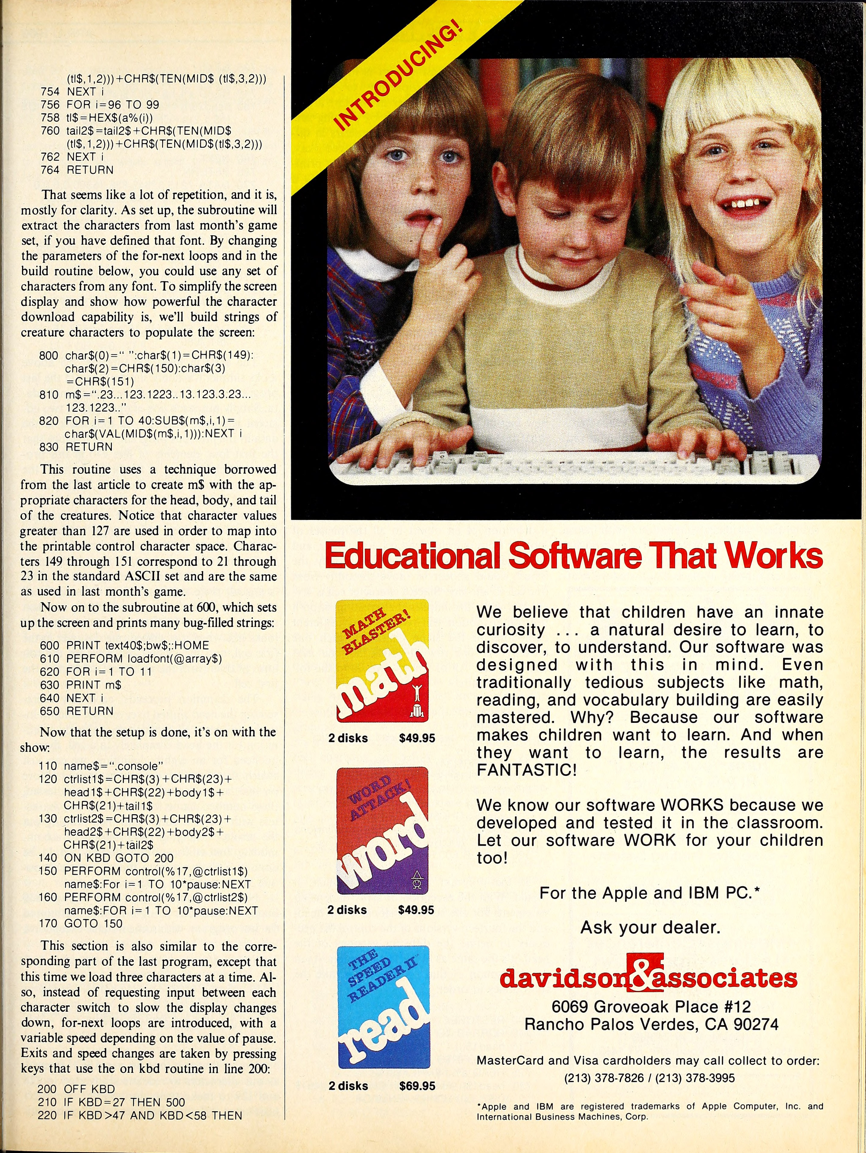 (tl$,1,2)))+CHR$(TEN(MID$ (tl$,3,2)))
754 NEXT i
756 FOR i=96 TO 99
758 tl$=HEX$(a%(i))
760 tail2$=tail2$+CHR$(TEN(MID$
(tl$,1,2)))+CHR$(TEN(MID$(tl$,3,2)))
762 NEXT i
764 RETURN
That seems like a lot of repetition, and it is,
mostly for clarity. As set up, the subroutine will
extract the characters from last month's game
set, if you have defined that font. By changing
the parameters of the for-next loops and in the
build routine below, you could use any set of
characters from any font. To simplify the screen
display and show how powerful the character
download capability is, we'll build strings of
creature characters to populate the screen:
800 char$(0)=" ":char$(1)=CHR$(149):
char$(2)=CHR$(150):char$(3)
=CHR$(151)
810 m$=".23...123.1223..13.123.3.23...
123.1223.."
820 FOR i=1 TO 40:SUB$(m$,i,1)=
char$(VAL(MID$(m$,i,1))):NEXT i
830 RETURN
This routine uses a technique borrowed
from the last article to create m$ with the ap-
propriate characters for the head, body, and tail
of the creatures. Notice that character values
greater than 127 are used in order to map into
the printable control character space. Charac-
ters 149 through 151 correspond to 21 through
23 in the standard ASCII set and are the same
as used in last month's game.
Now on to the subroutine at 600, which sets
up the screen and prints many bug-filled strings:
600 PRINT text40$;bw$;:HOME
610 PERFORM loadfont(@array$)
620 FOR i=1 TO 11
630 PRINT m$
640 NEXT i
650 RETURN
Now that the setup is done, it's on with the
show:
110 name$=".console"
120 ctrlist1$=CHR$(3)+CHR$(23)+
head1$+CHR$(22)+body1$+
CHR$(21)+tail1$
130 ctrlist2$=CHR$(3)+CHR$(23)+
head2$+CHR$(22)+body2$+
CHR$(21)+tail2$
140 ON KBD GOTO 200
150 PERFORM control(%17,@ctrlist1$)
name$:For i=1 TO 10*pause:NEXT
160 PERFORM control(%17,@ctrlist2$)
name$:FOR i=1 TO 10*pause:NEXT
170 GOTO 150
This section is also similar to the corre-
sponding part of the last program, except that
this time we load three characters at a time. Al-
so, instead of requesting input between each
character switch to slow the display changes
down, for-next loops are introduced, with a
variable speed depending on the value of pause.
Exits and speed changes are taken by pressing
keys that use the on kbd routine in line 200:
200 OFF KBD
210 IF KBD=27 THEN 500
220 IF KBD>47 AND KBD<58 THEN
INTRODUCING!
Educational Software That Works
MATH
BLASTER!
math
2 disks $49.95
WORD
ATTACK!
word
2 disks $49.95
THE
SPEED
READER II
read
2 disks $69.95
We believe that children have an innate
curiosity ... a natural desire to learn, to
discover, to understand. Our software was
designed with this in mind. Even
traditionally tedious subjects like math,
reading, and vocabulary building are easily
mastered. Why? Because our software
makes children want to learn. And when
they want to learn, the results are
FANTASTIC!
We know our software WORKS because we
developed and tested it in the classroom.
Let our software WORK for your children
too!
For the Apple and IBM PC.*
Ask your dealer.
davidson & associates
6069 Groveoak Place #12
Rancho Palos Verdes, CA 90274
MasterCard and Visa cardholders may call collect to order:
(213) 378-7826 / (213) 378-3995
*Apple and IBM are registered trademarks of Apple Computer, Inc. and
International Business Machines, Corp.